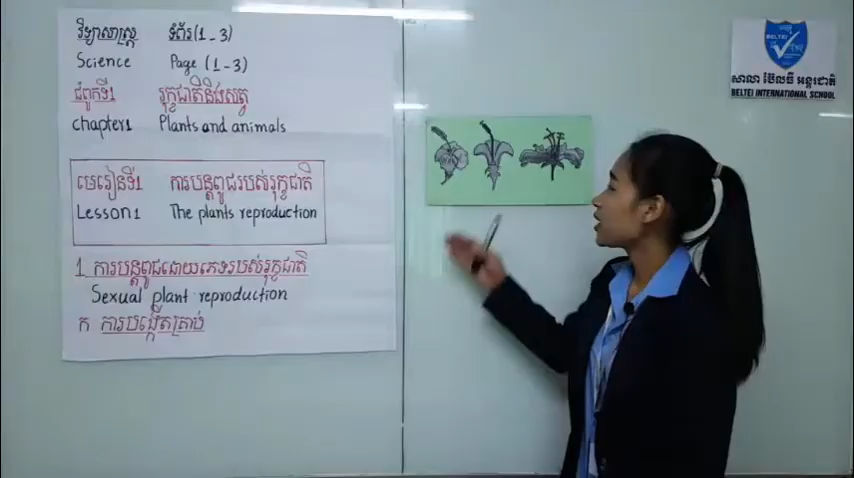 វិទ្យាសាស្ត្រ ទំព័រ(1-3)
Science Page (1-3)
ជំពូកទី1 រុក្ខជាតិនិងសត្វ
chapter1 Plants and animals
មេរៀនទី1 ការបន្តពូជរបស់រុក្ខជាតិ
Lesson1 The plants reproduction
1 ការបន្តពូជដោយភេទរបស់រុក្ខជាតិ
Sexual plant reproduction
ក ការបង្កើតគ្រាប់
BELTEI
សាលា ប៊ែលធី អន្តរជាតិ
BELTEI INTERNATIONAL SCHOOL